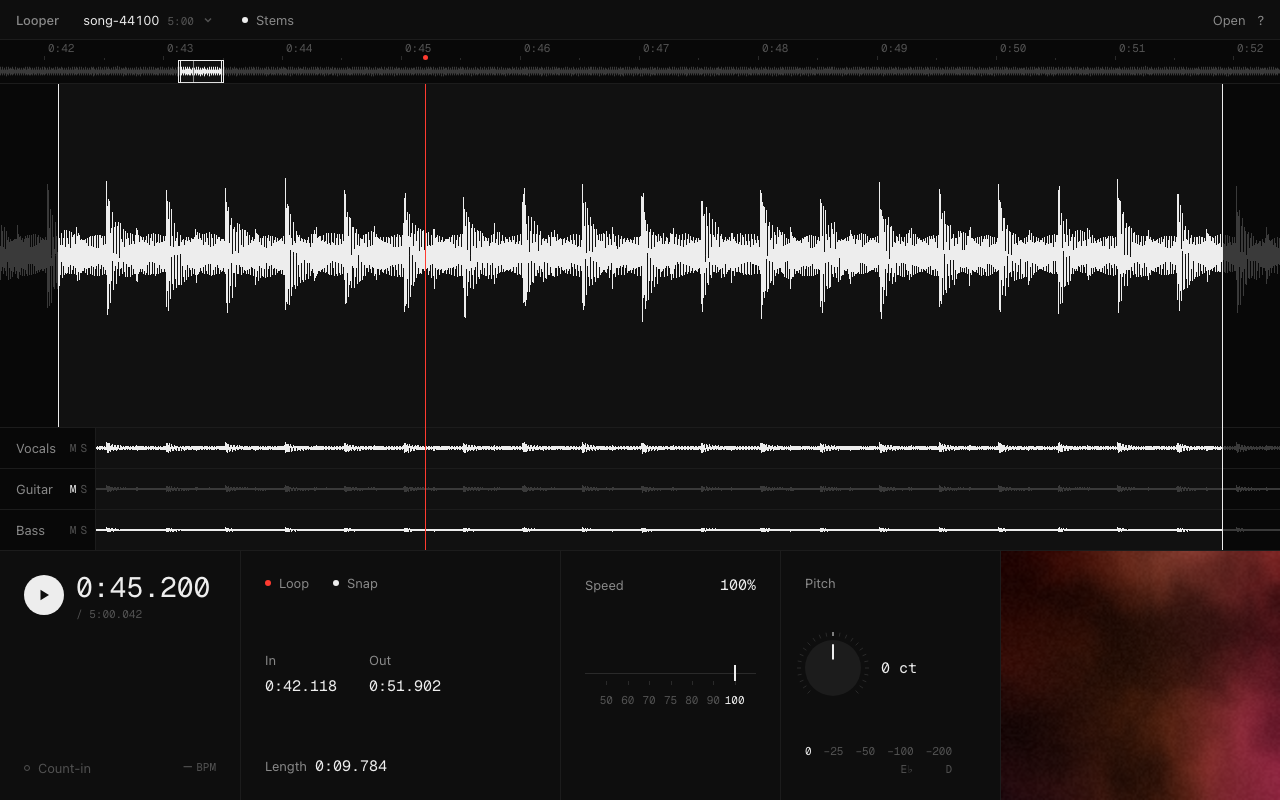 Looper song-44100 5:00 Stems Open ?
0:42 0:43 0:44 0:45 0:46 0:47 0:48 0:49 0:50 0:51 0:52
Vocals M S
Guitar M S
Bass M S
0:45.200
/ 5:00.042
Count-in — BPM
Loop Snap
In Out
0:42.118 0:51.902
Length 0:09.784
Speed 100%
50 60 70 75 80 90 100
Pitch
0 ct
0 −25 −50 −100 −200
E♭ D